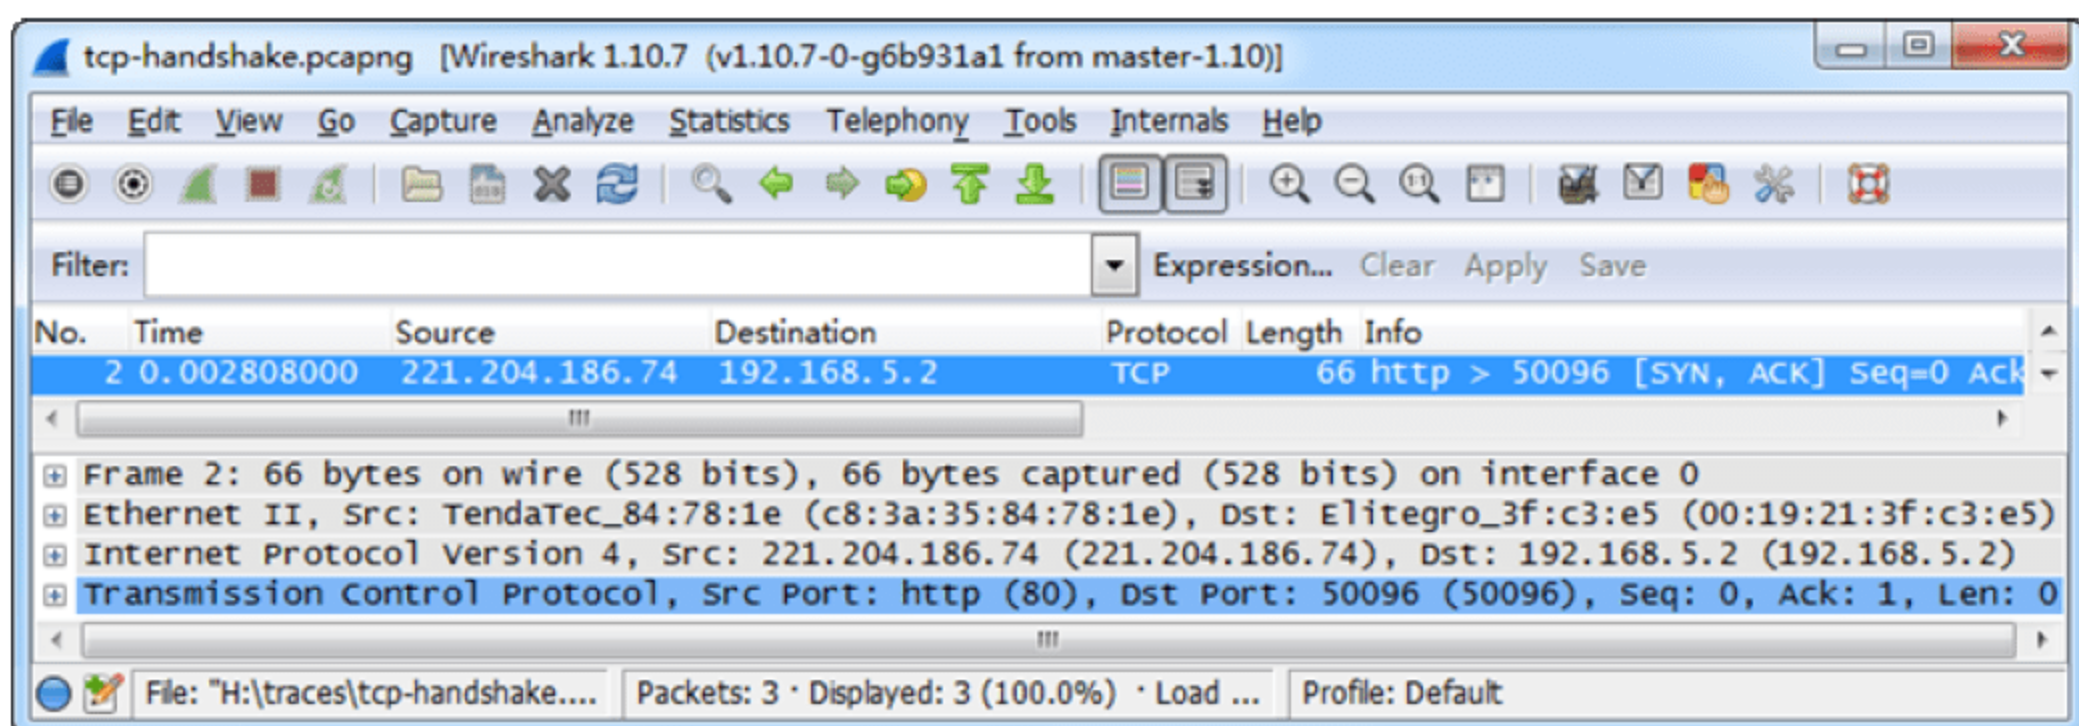 tcp-handshake.pcapng [Wireshark 1.10.7 (v1.10.7-0-g6b931a1 from master-1.10)]
File Edit View Go Capture Analyze Statistics Telephony Tools Internals Help
Filter: Expression... Clear Apply Save
No. Time Source Destination Protocol Length Info
2 0.002808000 221.204.186.74 192.168.5.2 TCP 66 http > 50096 [SYN, ACK] Seq=0 Ack
Frame 2: 66 bytes on wire (528 bits), 66 bytes captured (528 bits) on interface 0
Ethernet II, Src: TendaTec_84:78:1e (c8:3a:35:84:78:1e), Dst: Elitegro_3f:c3:e5 (00:19:21:3f:c3:e5)
Internet Protocol Version 4, Src: 221.204.186.74 (221.204.186.74), Dst: 192.168.5.2 (192.168.5.2)
Transmission Control Protocol, Src Port: http (80), Dst Port: 50096 (50096), Seq: 0, Ack: 1, Len: 0
File: "H:\traces\tcp-handshake.... Packets: 3 · Displayed: 3 (100.0%) · Load ... Profile: Default